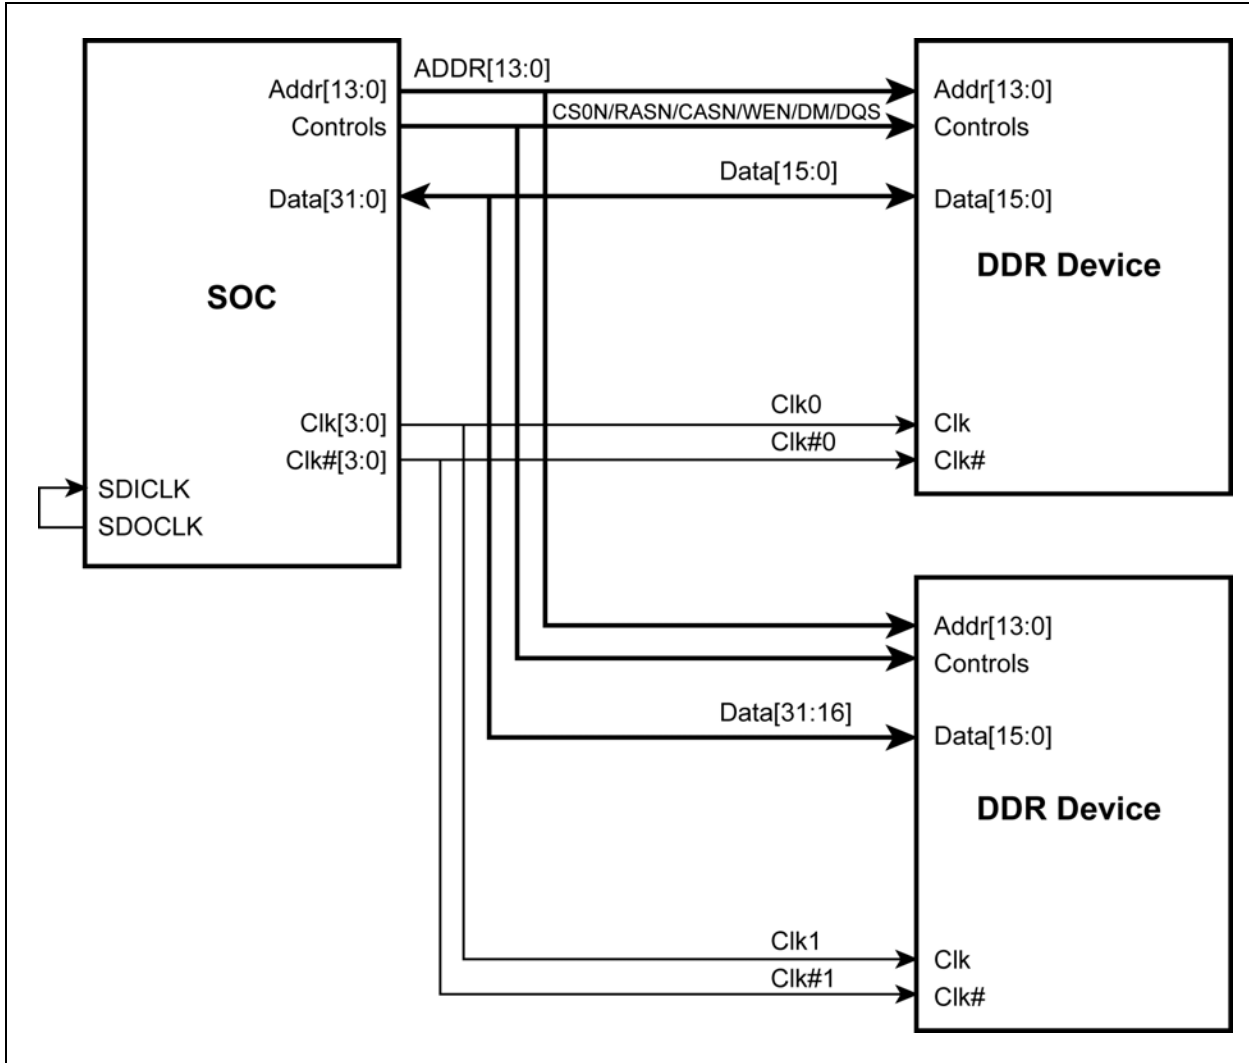 ADDR[13:0]
Addr[13:0]
Controls
Data[31:0]
SOC
Clk[3:0]
Clk#[3:0]
SDICLK
SDOCLK
CS0N/RASN/CASN/WEN/DM/DQS
Data[15:0]
Clk0
Clk#0
Addr[13:0]
Controls
Data[15:0]
DDR Device
Clk
Clk#
Data[31:16]
Clk1
Clk#1
Addr[13:0]
Controls
Data[15:0]
DDR Device
Clk
Clk#